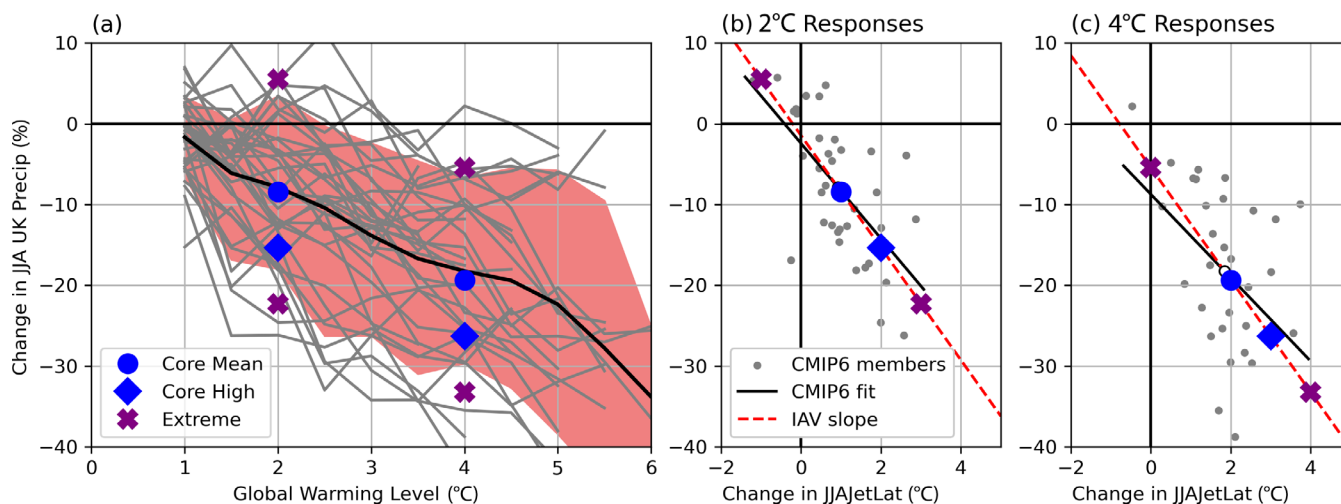 (a)
(b) 2℃ Responses
(c) 4℃ Responses
Change in JJA UK Precip (%)
10
0
−10
−20
−30
−40
Core Mean
Core High
Extreme
0
1
2
3
4
5
6
Global Warming Level (℃)
10
0
−10
−20
−30
−40
CMIP6 members
CMIP6 fit
IAV slope
−2
0
2
4
Change in JJAJetLat (℃)
10
0
−10
−20
−30
−40
−2
0
2
4
Change in JJAJetLat (℃)